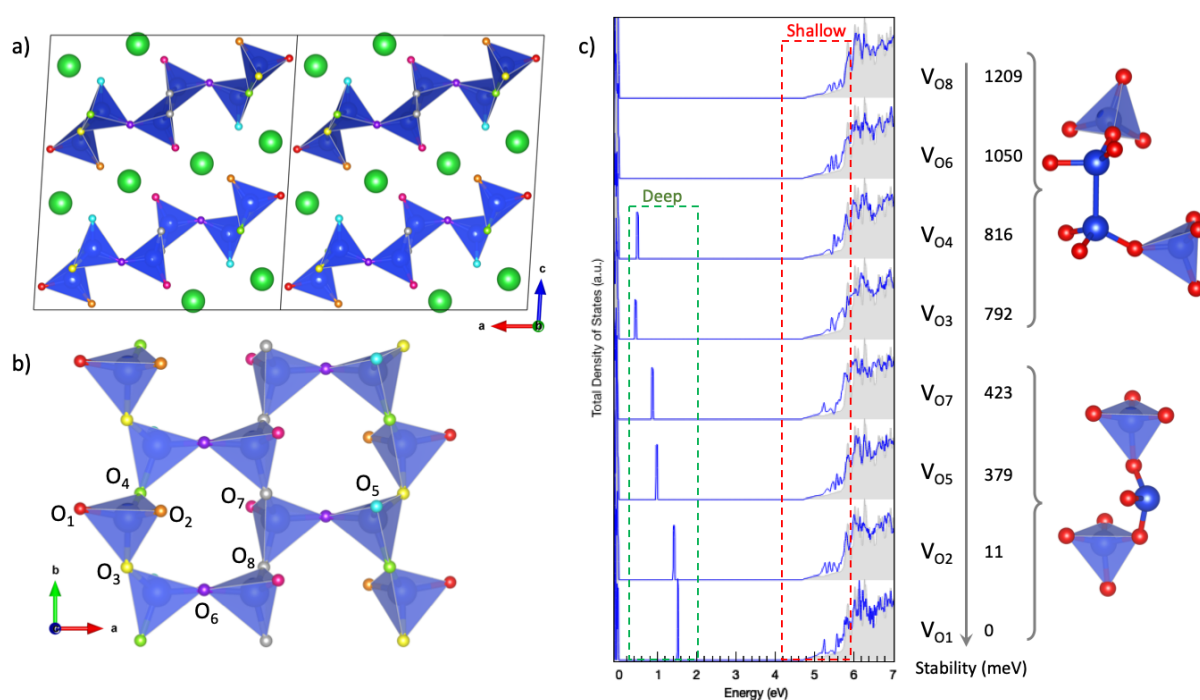 a)
c
a
b
b)
O4
O1
O2
O7
O5
O3
O8
O6
b
c
a
c)
Total Density of States (a.u.)
Shallow
Deep
0 1 2 3 4 5 6 7
Energy (eV)
VO8 1209
VO6 1050
VO4 816
VO3 792
VO7 423
VO5 379
VO2 11
VO1 0
Stability (meV)